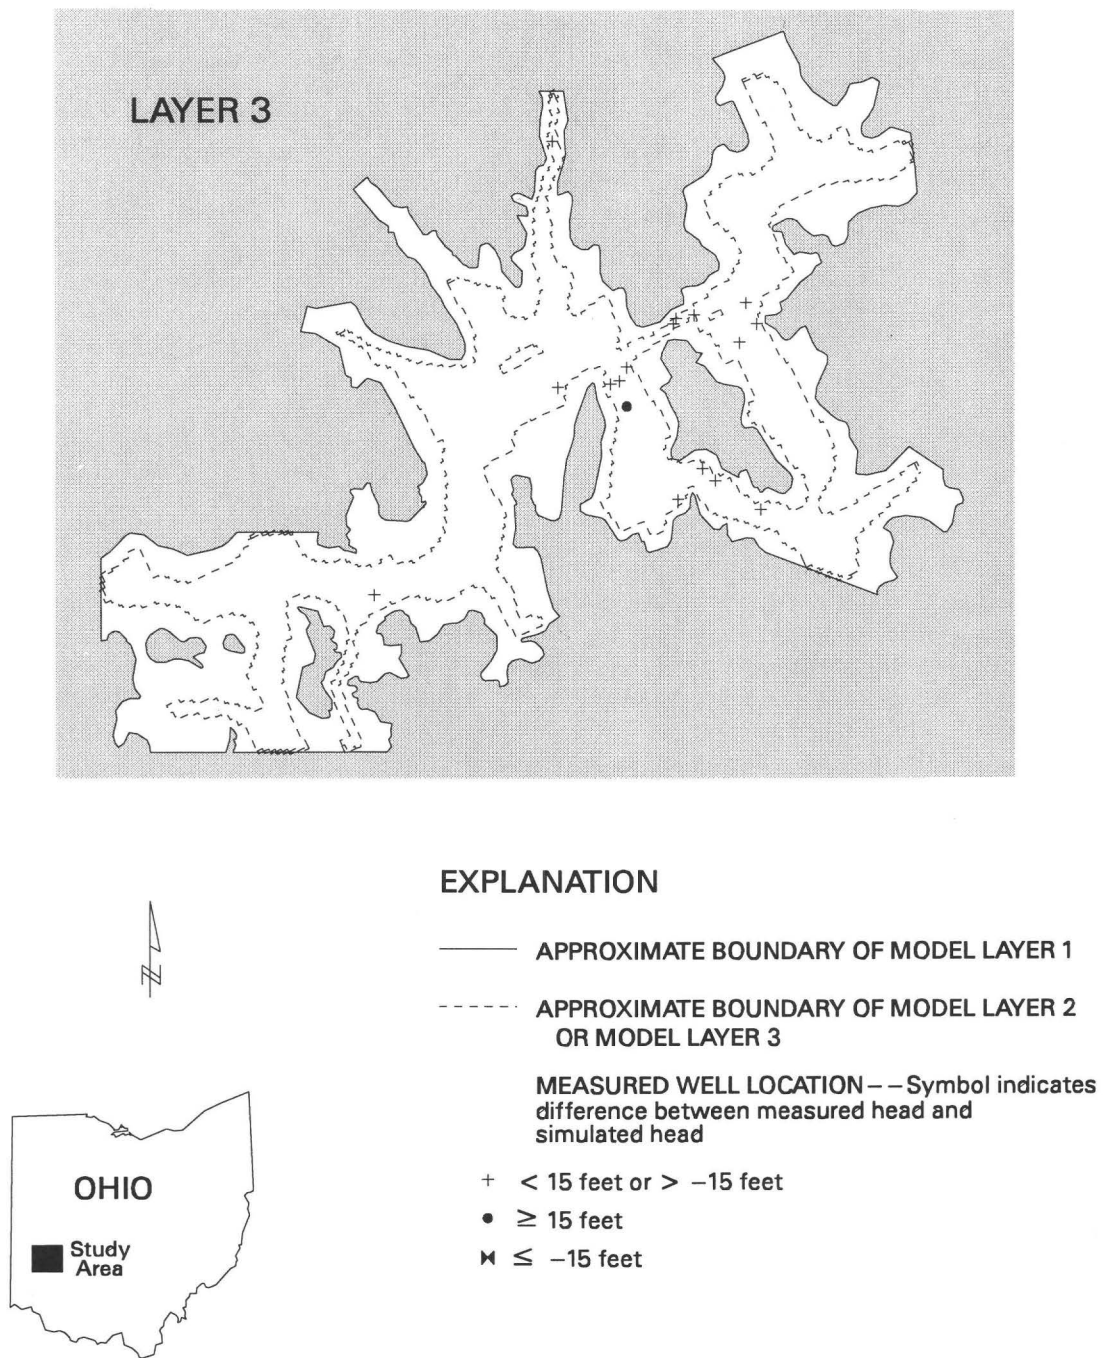 LAYER 3
EXPLANATION
APPROXIMATE BOUNDARY OF MODEL LAYER 1
APPROXIMATE BOUNDARY OF MODEL LAYER 2
OR MODEL LAYER 3
MEASURED WELL LOCATION – – Symbol indicates
difference between measured head and
simulated head
+ < 15 feet or > –15 feet
● ≥ 15 feet
⧓ ≤ –15 feet
N
OHIO
Study
Area